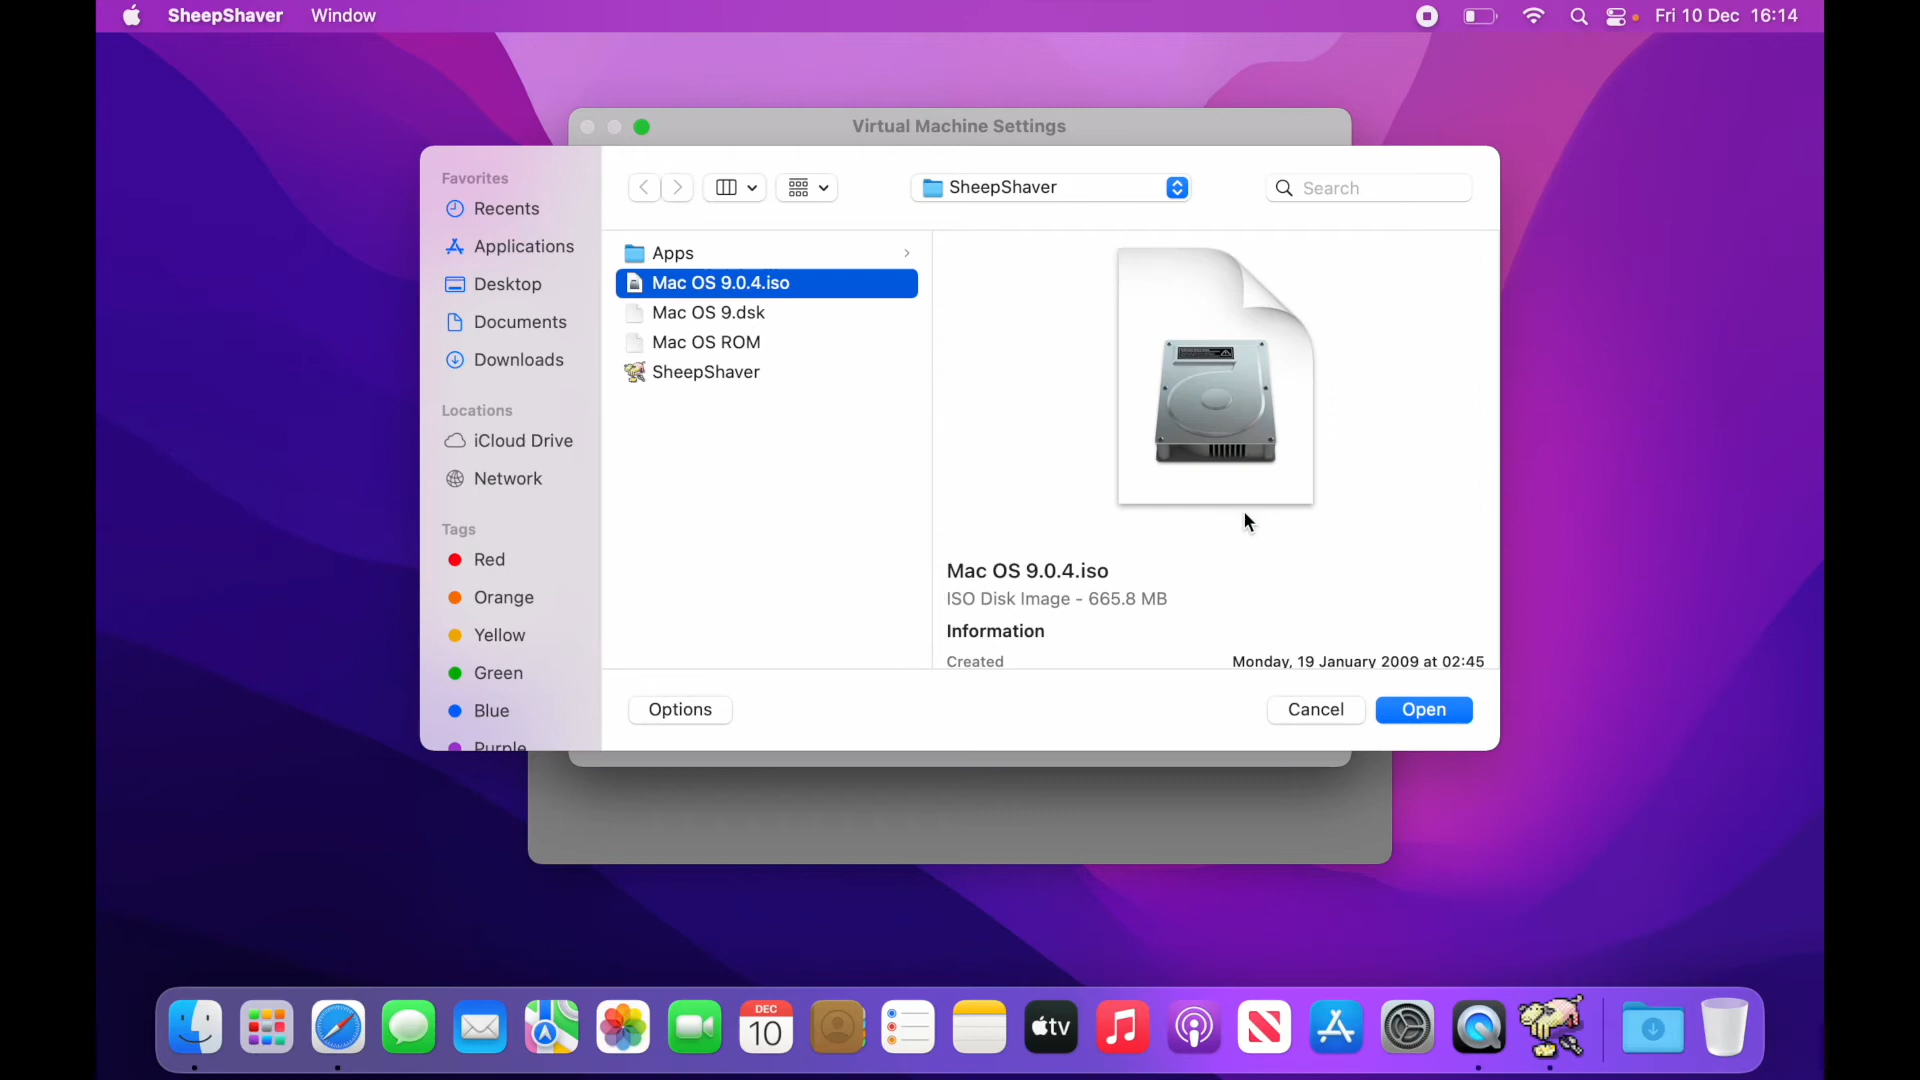 SheepShaver Window Fri 10 Dec 16:14
Virtual Machine Settings
Favorites
Recents
Applications
Desktop
Documents
Downloads
Locations
iCloud Drive
Network
Tags
Red
Orange
Yellow
Green
Blue
Purple
SheepShaver
Search
Apps
Mac OS 9.0.4.iso
Mac OS 9.dsk
Mac OS ROM
SheepShaver
Mac OS 9.0.4.iso
ISO Disk Image - 665.8 MB
Information
Created Monday, 19 January 2009 at 02:45
Options
Cancel
Open
DEC
10
tv